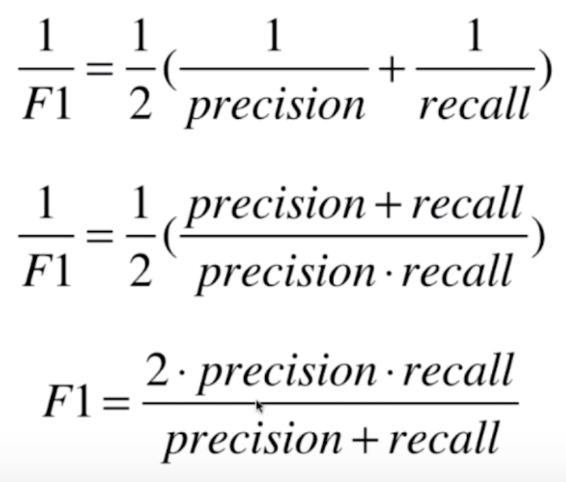 1/F1 = 1/2(1/precision + 1/recall)
1/F1 = 1/2(precision + recall/precision · recall)
F1 = 2 · precision · recall/precision + recall